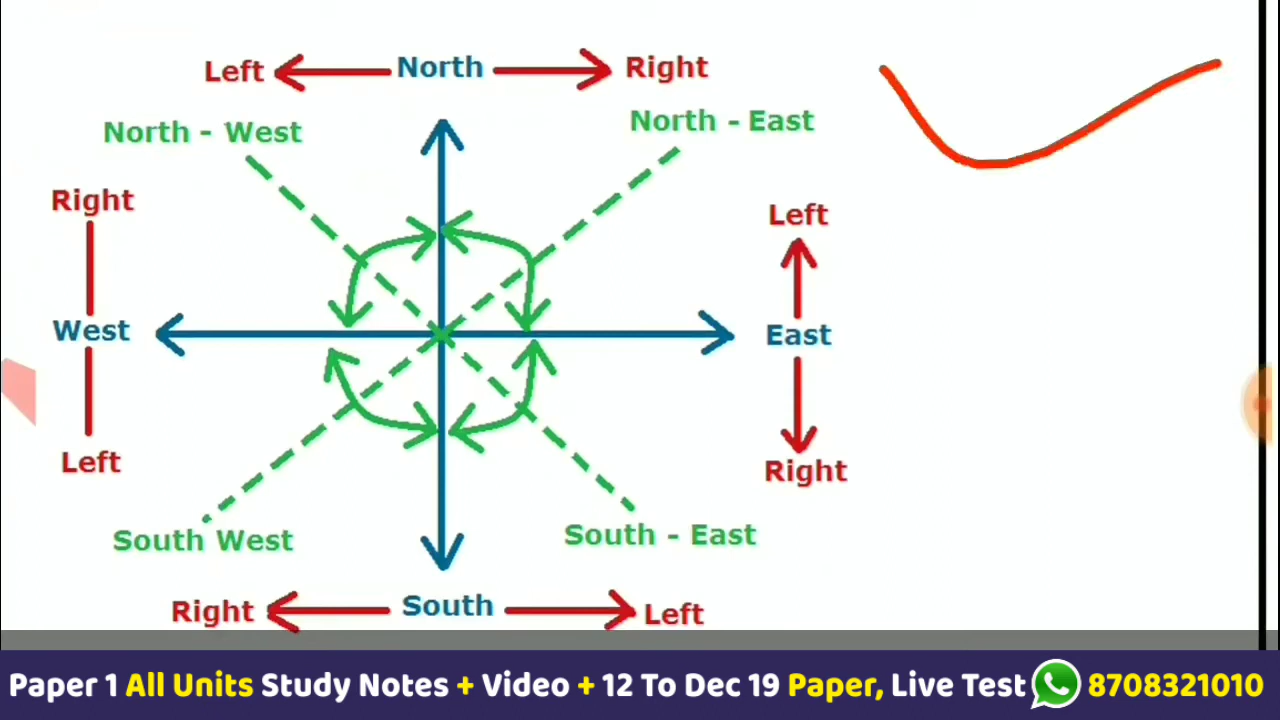 Left North Right
North - West North - East
Right
Left
West East
Left
Right
South West South - East
Right South Left
Paper 1 All Units Study Notes + Video + 12 To Dec 19 Paper, Live Test 8708321010